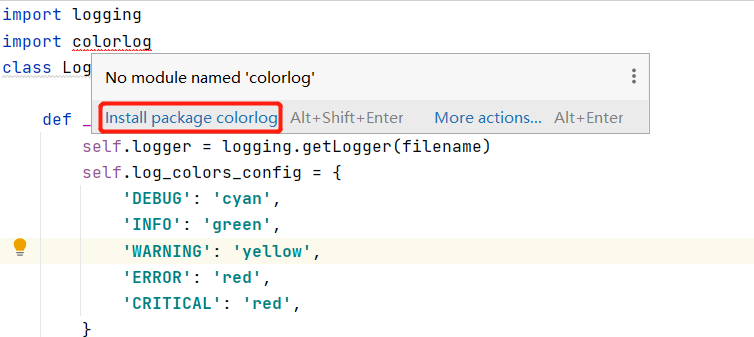 import logging
import colorlog
class Log
No module named 'colorlog'
Install package colorlog Alt+Shift+Enter More actions... Alt+Enter
def _
self.logger = logging.getLogger(filename)
self.log_colors_config = {
'DEBUG': 'cyan',
'INFO': 'green',
'WARNING': 'yellow',
'ERROR': 'red',
'CRITICAL': 'red',
}